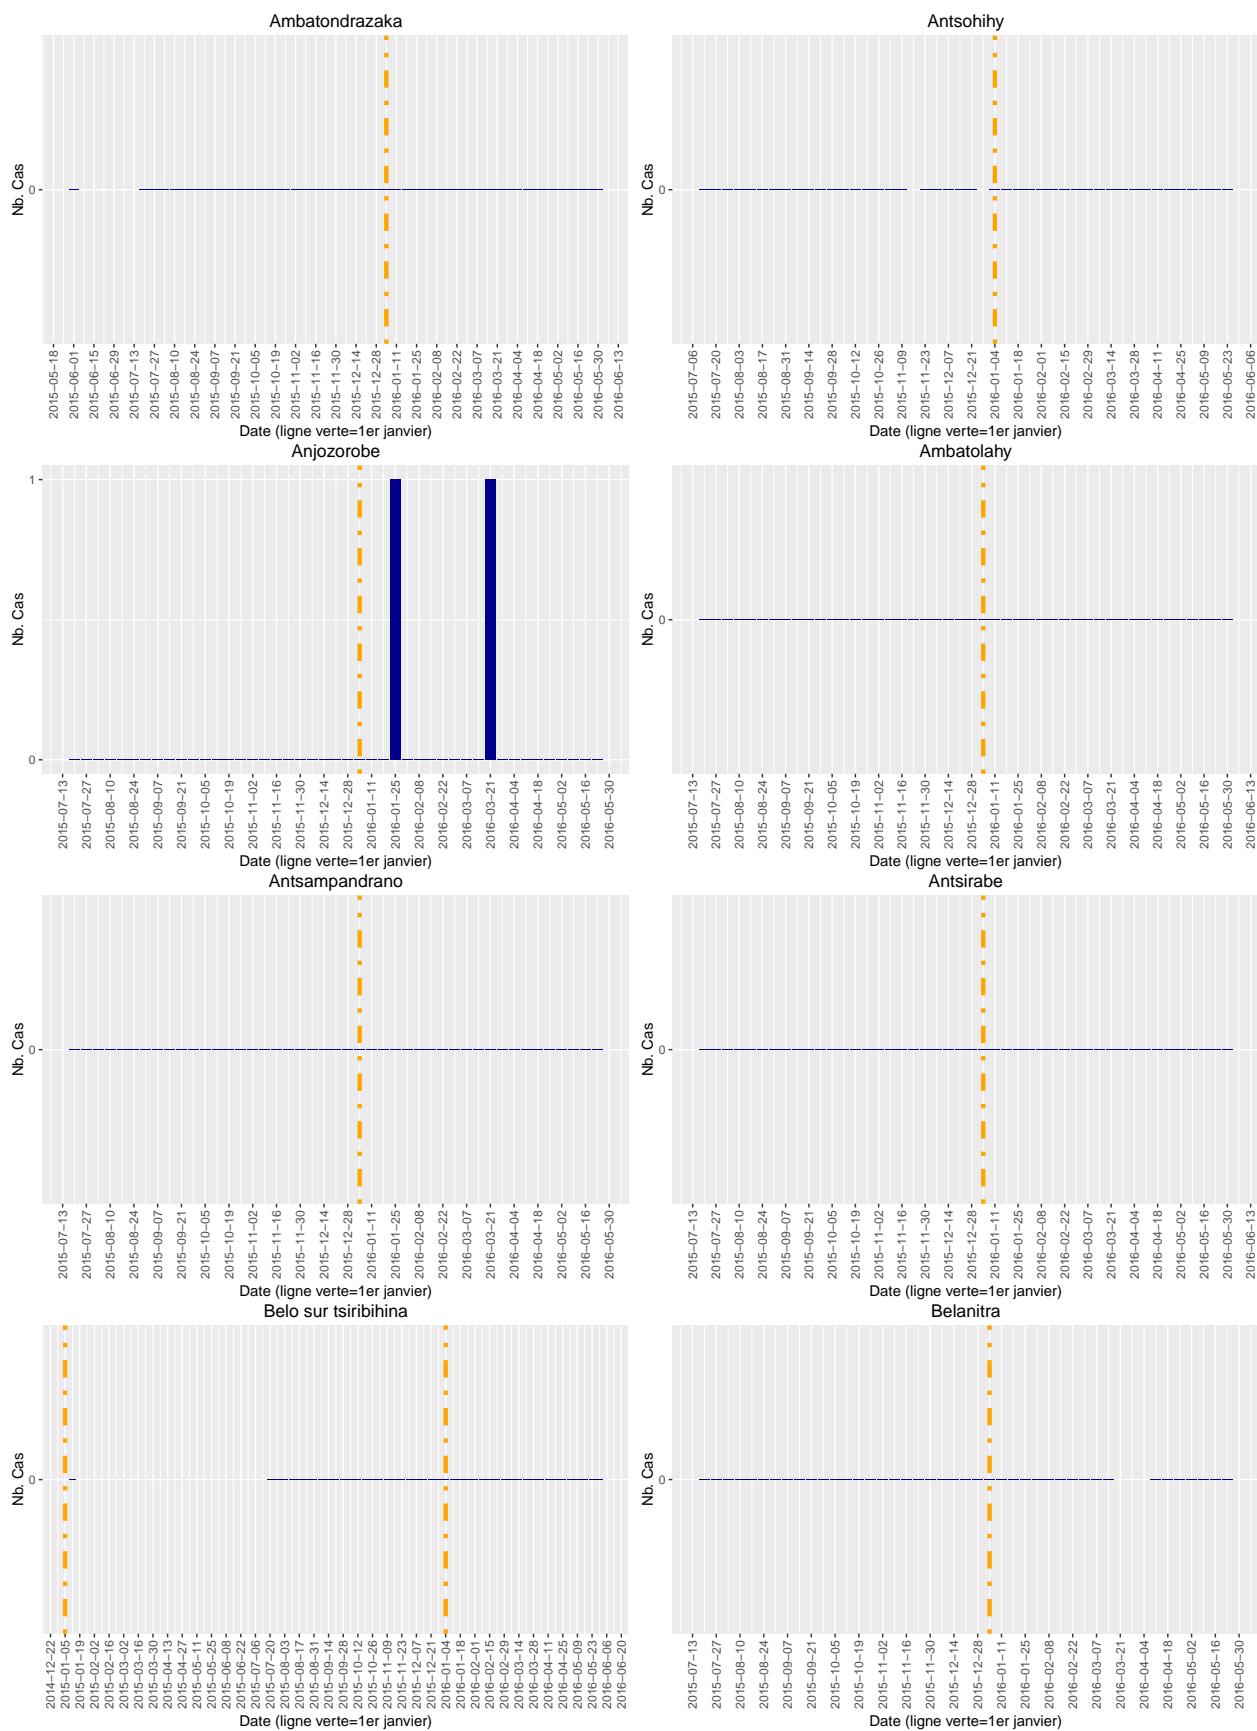 Ambatondrazaka
Nb. Cas
0
2015−05−18 2015−06−01 2015−06−15 2015−06−29 2015−07−13 2015−07−27 2015−08−10 2015−08−24 2015−09−07 2015−09−21 2015−10−05 2015−10−19 2015−11−02 2015−11−16 2015−11−30 2015−12−14 2015−12−28 2016−01−11 2016−01−25 2016−02−08 2016−02−22 2016−03−07 2016−03−21 2016−04−04 2016−04−18 2016−05−02 2016−05−16 2016−05−30 2016−06−13
Date (ligne verte=1er janvier)
Antsohihy
Nb. Cas
0
2015−07−06 2015−07−20 2015−08−03 2015−08−17 2015−08−31 2015−09−14 2015−09−28 2015−10−12 2015−10−26 2015−11−09 2015−11−23 2015−12−07 2015−12−21 2016−01−04 2016−01−18 2016−02−01 2016−02−15 2016−02−29 2016−03−14 2016−03−28 2016−04−11 2016−04−25 2016−05−09 2016−05−23 2016−06−06
Date (ligne verte=1er janvier)
Anjozorobe
Nb. Cas
1
0
2015−07−13 2015−07−27 2015−08−10 2015−08−24 2015−09−07 2015−09−21 2015−10−05 2015−10−19 2015−11−02 2015−11−16 2015−11−30 2015−12−14 2015−12−28 2016−01−11 2016−01−25 2016−02−08 2016−02−22 2016−03−07 2016−03−21 2016−04−04 2016−04−18 2016−05−02 2016−05−16 2016−05−30
Date (ligne verte=1er janvier)
Ambatolahy
Nb. Cas
0
2015−07−13 2015−07−27 2015−08−10 2015−08−24 2015−09−07 2015−09−21 2015−10−05 2015−10−19 2015−11−02 2015−11−16 2015−11−30 2015−12−14 2015−12−28 2016−01−11 2016−01−25 2016−02−08 2016−02−22 2016−03−07 2016−03−21 2016−04−04 2016−04−18 2016−05−02 2016−05−16 2016−05−30 2016−06−13
Date (ligne verte=1er janvier)
Antsampandrano
Nb. Cas
0
2015−07−13 2015−07−27 2015−08−10 2015−08−24 2015−09−07 2015−09−21 2015−10−05 2015−10−19 2015−11−02 2015−11−16 2015−11−30 2015−12−14 2015−12−28 2016−01−11 2016−01−25 2016−02−08 2016−02−22 2016−03−07 2016−03−21 2016−04−04 2016−04−18 2016−05−02 2016−05−16 2016−05−30
Date (ligne verte=1er janvier)
Antsirabe
Nb. Cas
0
2015−07−13 2015−07−27 2015−08−10 2015−08−24 2015−09−07 2015−09−21 2015−10−05 2015−10−19 2015−11−02 2015−11−16 2015−11−30 2015−12−14 2015−12−28 2016−01−11 2016−01−25 2016−02−08 2016−02−22 2016−03−07 2016−03−21 2016−04−04 2016−04−18 2016−05−02 2016−05−16 2016−05−30 2016−06−13
Date (ligne verte=1er janvier)
Belo sur tsiribihina
Nb. Cas
0
2014−12−22 2015−01−05 2015−01−19 2015−02−02 2015−02−16 2015−03−02 2015−03−16 2015−03−30 2015−04−13 2015−04−27 2015−05−11 2015−05−25 2015−06−08 2015−06−22 2015−07−06 2015−07−20 2015−08−03 2015−08−17 2015−08−31 2015−09−14 2015−09−28 2015−10−12 2015−10−26 2015−11−09 2015−11−23 2015−12−07 2015−12−21 2016−01−04 2016−01−18 2016−02−01 2016−02−15 2016−02−29 2016−03−14 2016−03−28 2016−04−11 2016−04−25 2016−05−09 2016−05−23 2016−06−06 2016−06−20
Date (ligne verte=1er janvier)
Belanitra
Nb. Cas
0
2015−07−13 2015−07−27 2015−08−10 2015−08−24 2015−09−07 2015−09−21 2015−10−05 2015−10−19 2015−11−02 2015−11−16 2015−11−30 2015−12−14 2015−12−28 2016−01−11 2016−01−25 2016−02−08 2016−02−22 2016−03−07 2016−03−21 2016−04−04 2016−04−18 2016−05−02 2016−05−16 2016−05−30
Date (ligne verte=1er janvier)